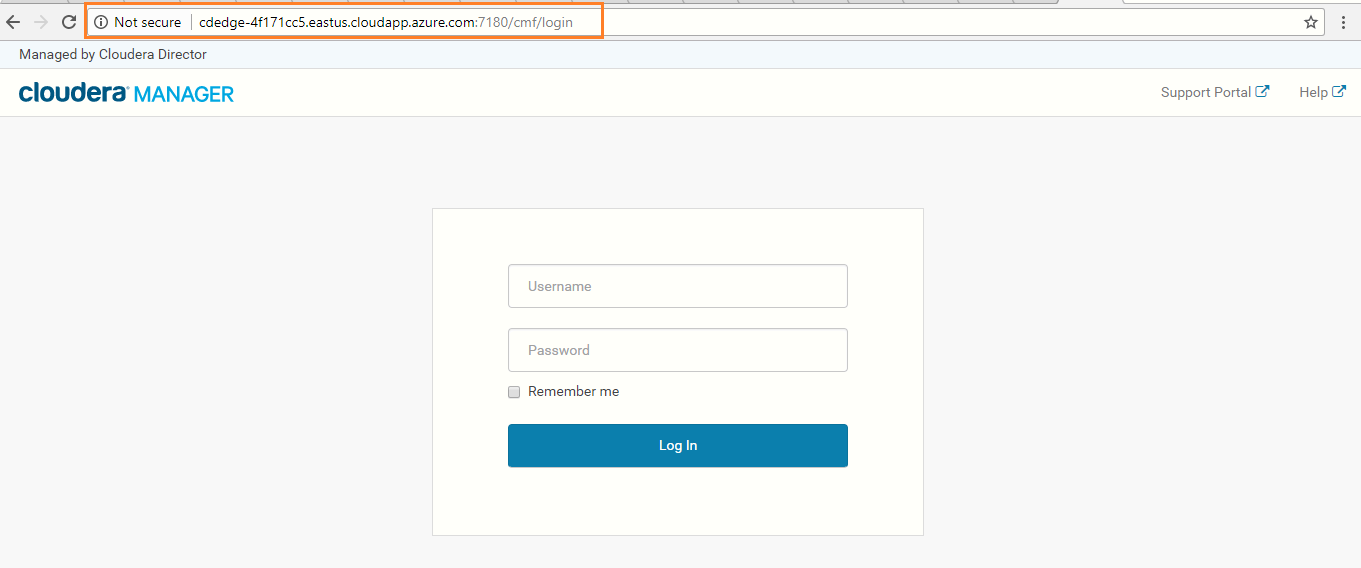 Not secure cdedge-4f171cc5.eastus.cloudapp.azure.com:7180/cmf/login
Managed by Cloudera Director
cloudera MANAGER
Support Portal
Help
Username
Password
Remember me
Log In